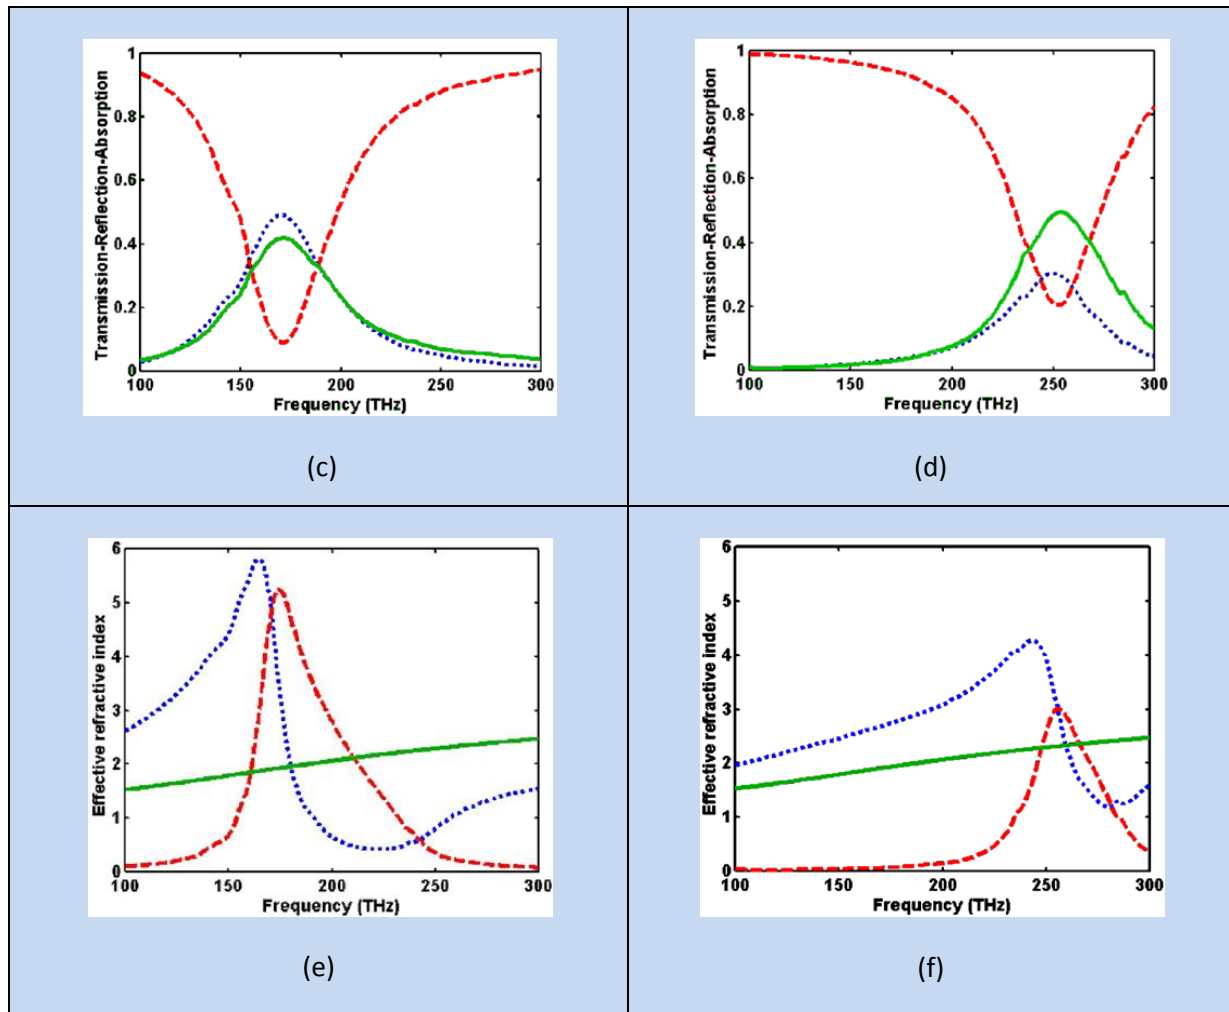 Transmission-Reflection-Absorption
1
0.8
0.6
0.4
0.2
0
100 150 200 250 300
Frequency (THz)
(c)
Transmission-Reflection-Absorption
1
0.8
0.6
0.4
0.2
0
100 150 200 250 300
Frequency (THz)
(d)
Effective refractive index
6
5
4
3
2
1
0
100 150 200 250 300
Frequency (THz)
(e)
Effective refractive index
6
5
4
3
2
1
0
100 150 200 250 300
Frequency (THz)
(f)